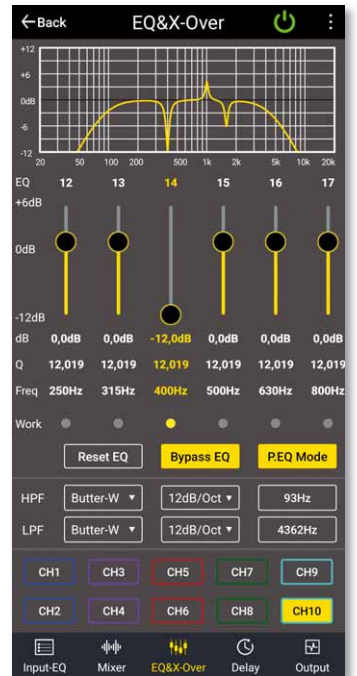 ←Back EQ&X-Over
+12
+6
0dB
-6
-12
20 50 100 200 500 1k 2k 5k 10k 20k
EQ 12 13 14 15 16 17
+6dB
0dB
-12dB
dB 0,0dB 0,0dB -12,0dB 0,0dB 0,0dB 0,0dB
Q 12,019 12,019 12,019 12,019 12,019 12,019
Freq 250Hz 315Hz 400Hz 500Hz 630Hz 800Hz
Work
Reset EQ Bypass EQ P.EQ Mode
HPF Butter-W ▼ 12dB/Oct ▼ 93Hz
LPF Butter-W ▼ 12dB/Oct ▼ 4362Hz
CH1 CH3 CH5 CH7 CH9
CH2 CH4 CH6 CH8 CH10
Input-EQ Mixer EQ&X-Over Delay Output